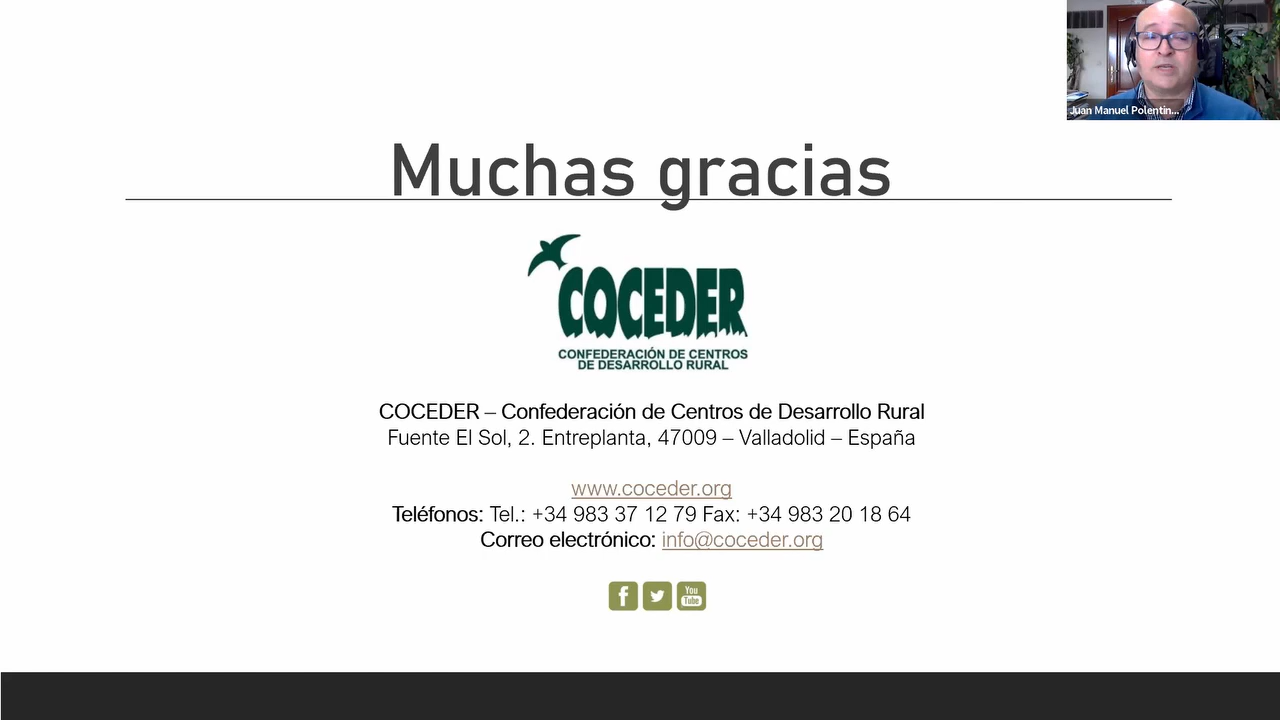 Juan Manuel Polentin...
Muchas gracias
COCEDER
CONFEDERACIÓN DE CENTROS
DE DESARROLLO RURAL
COCEDER – Confederación de Centros de Desarrollo Rural
Fuente El Sol, 2. Entreplanta, 47009 – Valladolid – España
www.coceder.org
Teléfonos: Tel.: +34 983 37 12 79 Fax: +34 983 20 18 64
Correo electrónico: info@coceder.org
f You
Tube